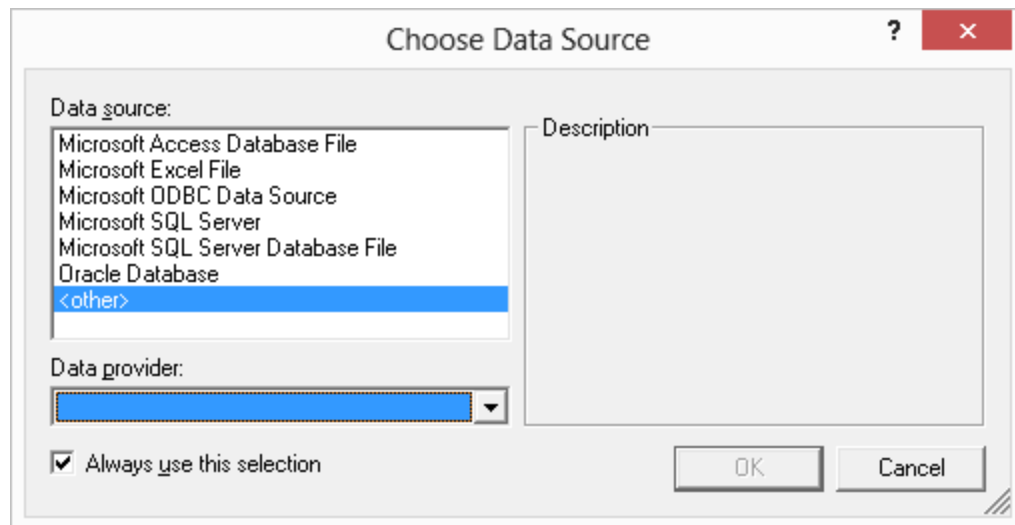 Choose Data Source
?
Data source:
Microsoft Access Database File
Microsoft Excel File
Microsoft ODBC Data Source
Microsoft SQL Server
Microsoft SQL Server Database File
Oracle Database
<other>
Description
Data provider:
Always use this selection
OK
Cancel